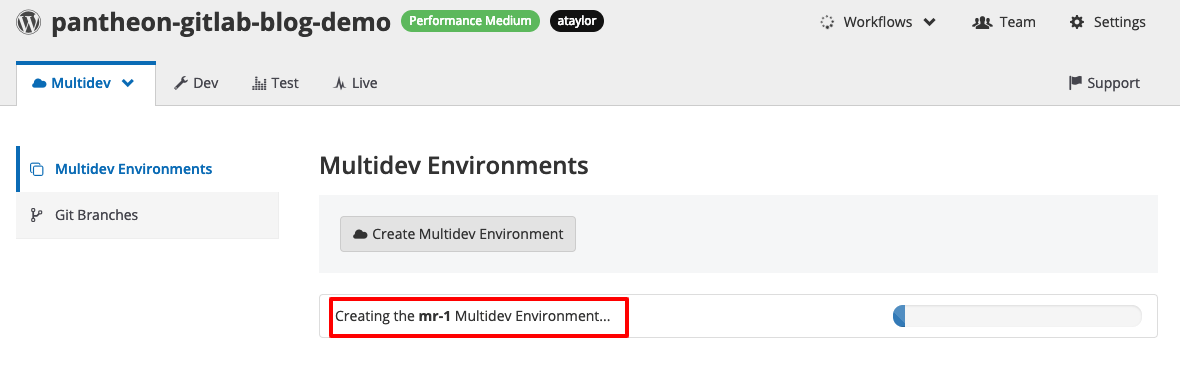 pantheon-gitlab-blog-demo Performance Medium ataylor Workflows Team Settings
Multidev Dev Test Live Support
Multidev Environments
Git Branches
Multidev Environments
Create Multidev Environment
Creating the mr-1 Multidev Environment...